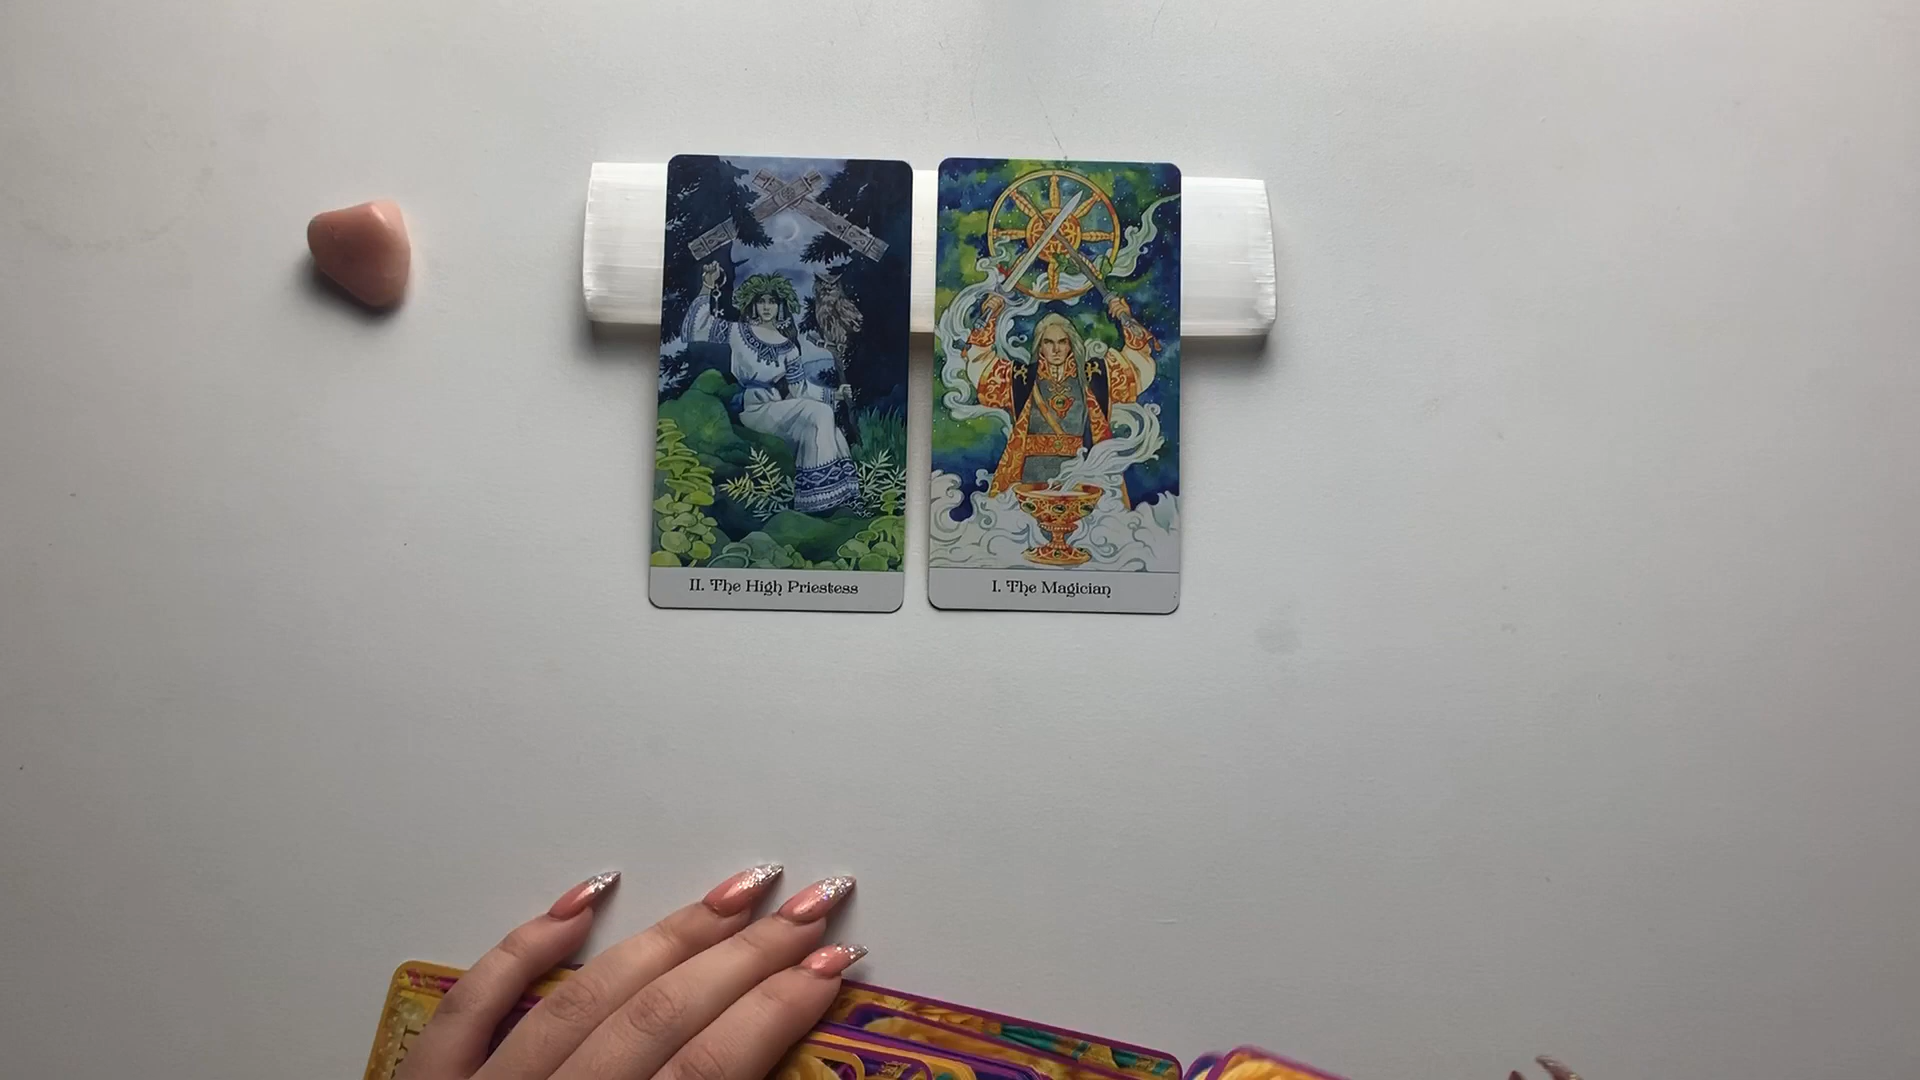 II. The High Priestess
I. The Magician